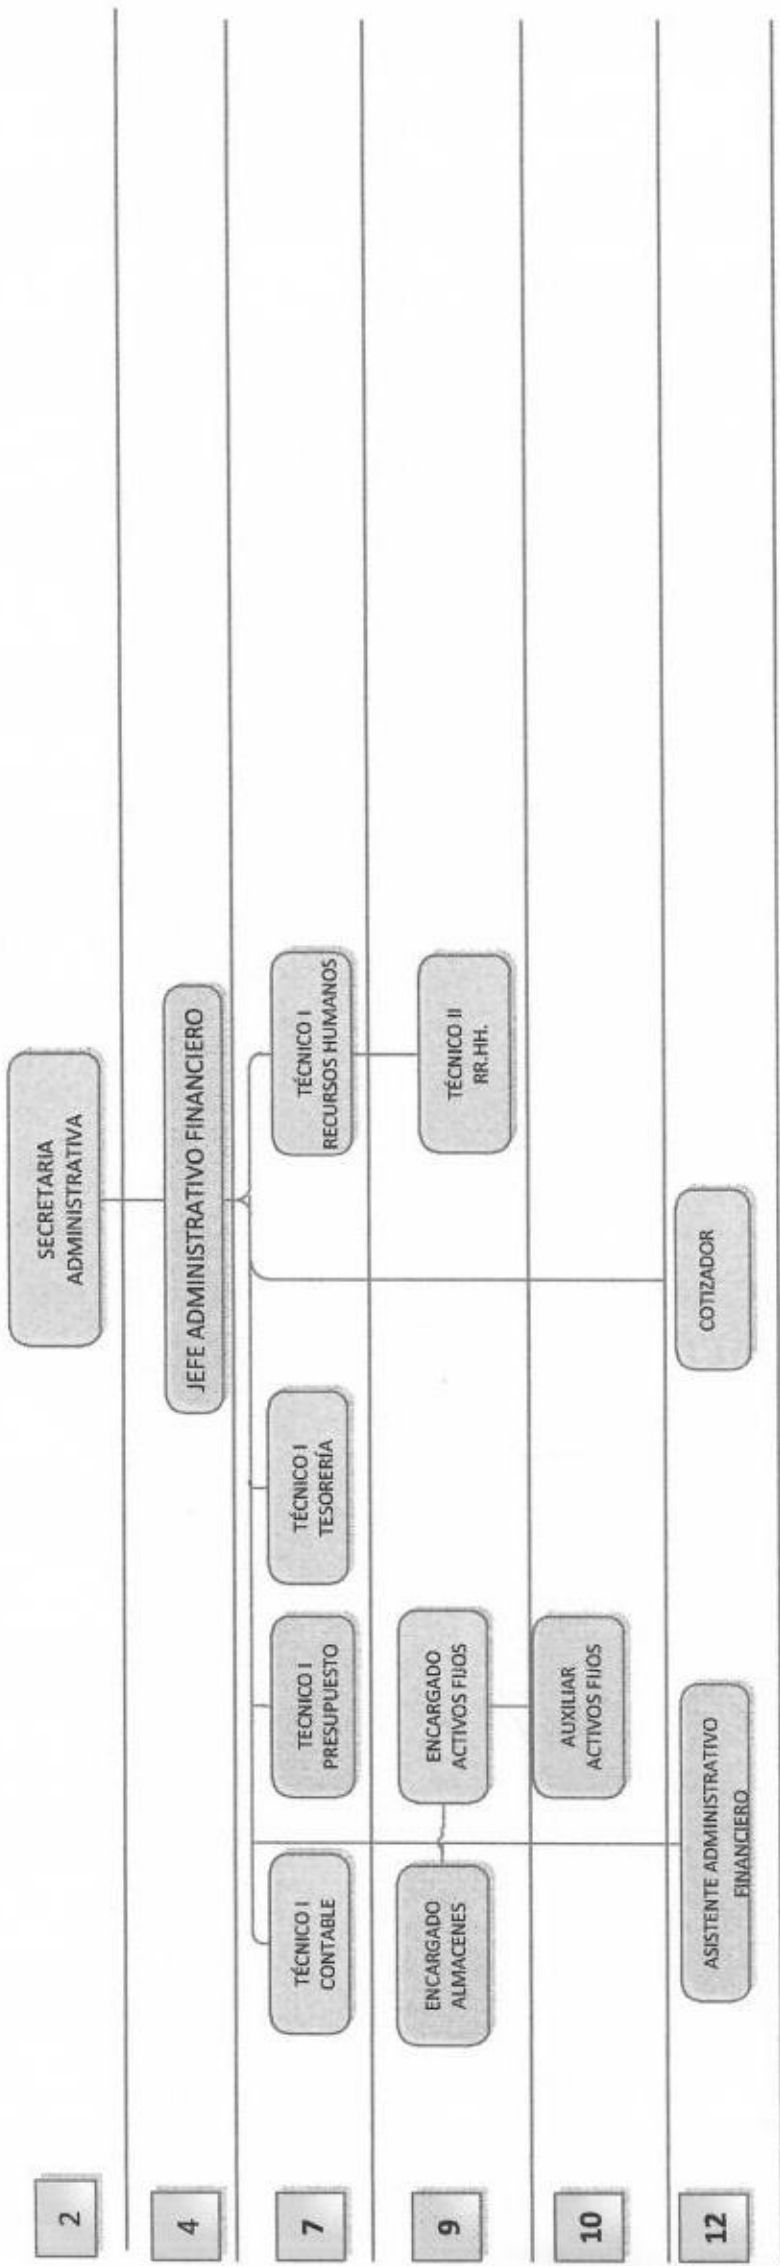 2
SECRETARIA
ADMINISTRATIVA
4
JEFE ADMINISTRATIVO FINANCIERO
7
TÉCNICO I
CONTABLE
TECNICO I
PRESUPUESTO
TÉCNICO I
TESORERÍA
TÉCNICO I
RECURSOS HUMANOS
9
ENCARGADO
ALMACENES
ENCARGADO
ACTIVOS FIJOS
TÉCNICO II
RR.HH.
10
AUXILIAR
ACTIVOS FIJOS
12
ASISTENTE ADMINISTRATIVO
FINANCIERO
COTIZADOR